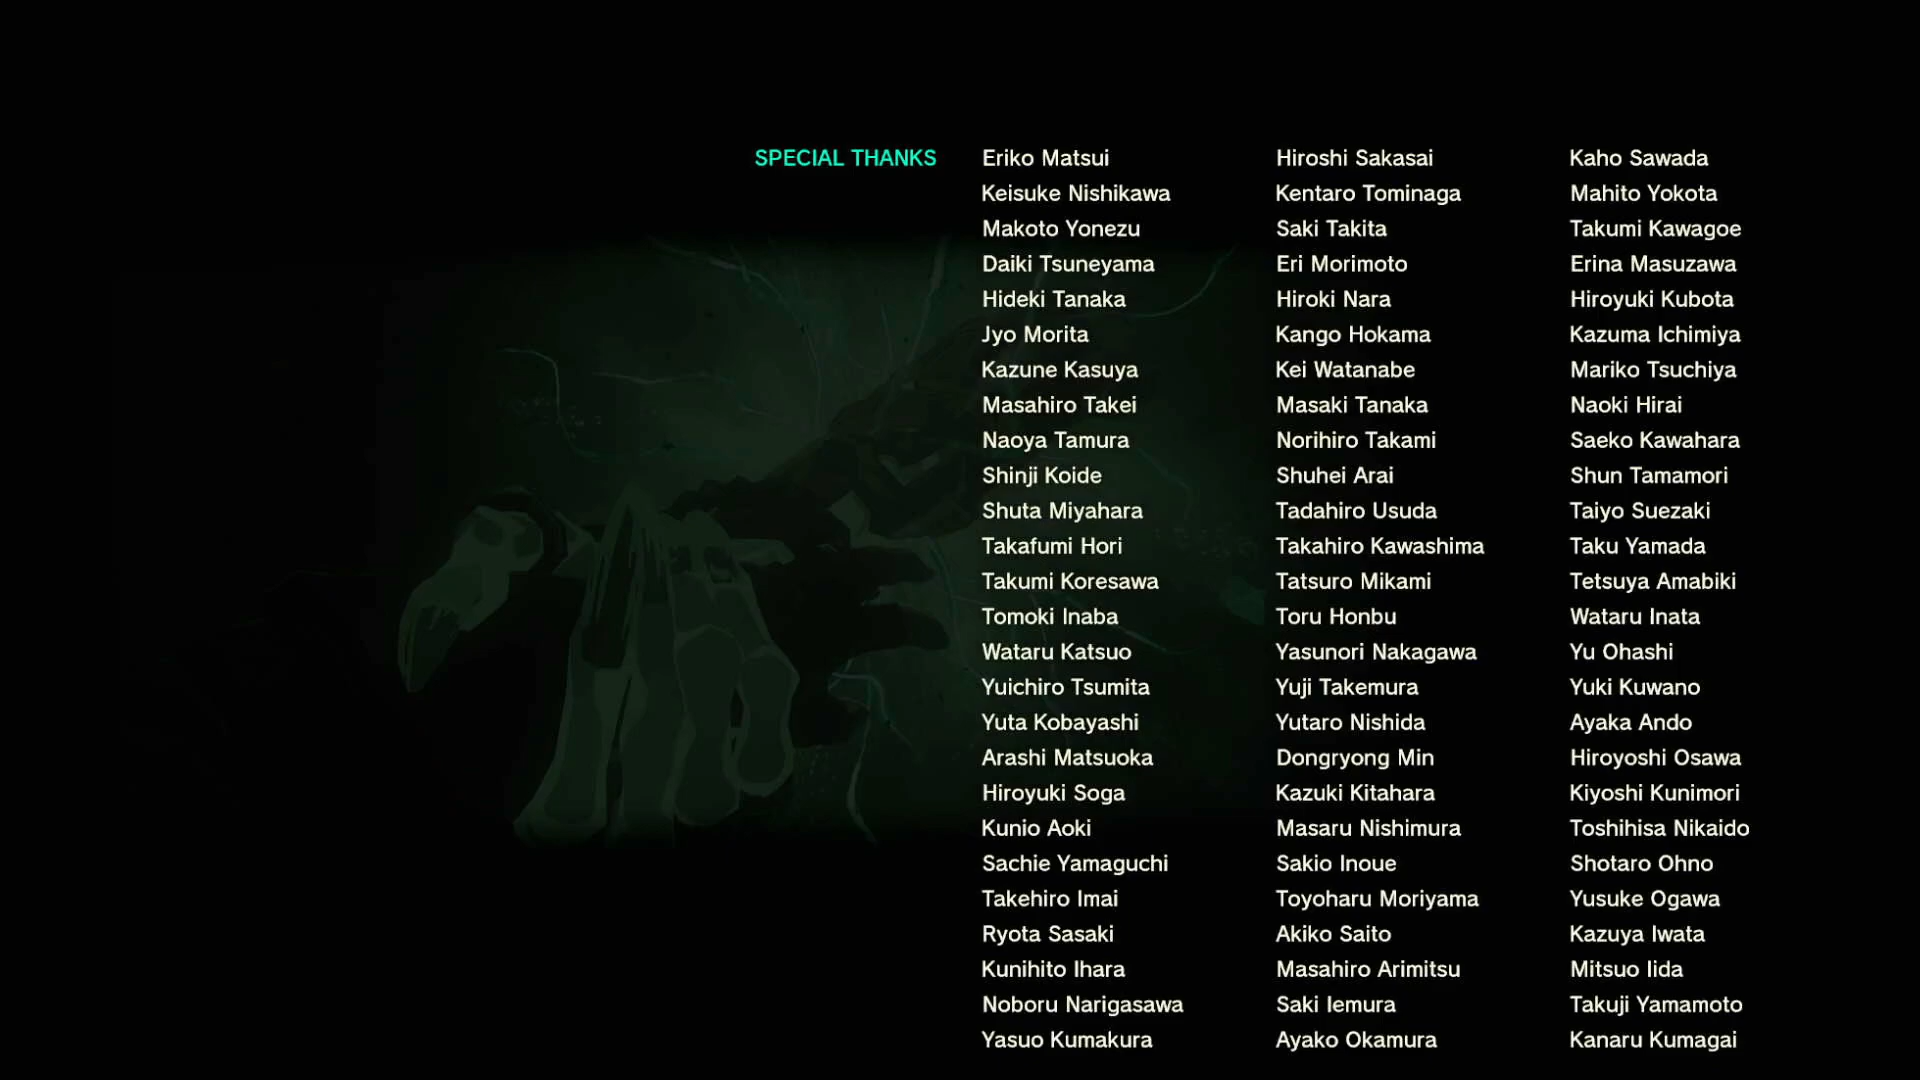 SPECIAL THANKS Eriko Matsui Hiroshi Sakasai Kaho Sawada
Keisuke Nishikawa Kentaro Tominaga Mahito Yokota
Makoto Yonezu Saki Takita Takumi Kawagoe
Daiki Tsuneyama Eri Morimoto Erina Masuzawa
Hideki Tanaka Hiroki Nara Hiroyuki Kubota
Jyo Morita Kango Hokama Kazuma Ichimiya
Kazune Kasuya Kei Watanabe Mariko Tsuchiya
Masahiro Takei Masaki Tanaka Naoki Hirai
Naoya Tamura Norihiro Takami Saeko Kawahara
Shinji Koide Shuhei Arai Shun Tamamori
Shuta Miyahara Tadahiro Usuda Taiyo Suezaki
Takafumi Hori Takahiro Kawashima Taku Yamada
Takumi Koresawa Tatsuro Mikami Tetsuya Amabiki
Tomoki Inaba Toru Honbu Wataru Inata
Wataru Katsuo Yasunori Nakagawa Yu Ohashi
Yuichiro Tsumita Yuji Takemura Yuki Kuwano
Yuta Kobayashi Yutaro Nishida Ayaka Ando
Arashi Matsuoka Dongryong Min Hiroyoshi Osawa
Hiroyuki Soga Kazuki Kitahara Kiyoshi Kunimori
Kunio Aoki Masaru Nishimura Toshihisa Nikaido
Sachie Yamaguchi Sakio Inoue Shotaro Ohno
Takehiro Imai Toyoharu Moriyama Yusuke Ogawa
Ryota Sasaki Akiko Saito Kazuya Iwata
Kunihito Ihara Masahiro Arimitsu Mitsuo Iida
Noboru Narigasawa Saki Iemura Takuji Yamamoto
Yasuo Kumakura Ayako Okamura Kanaru Kumagai